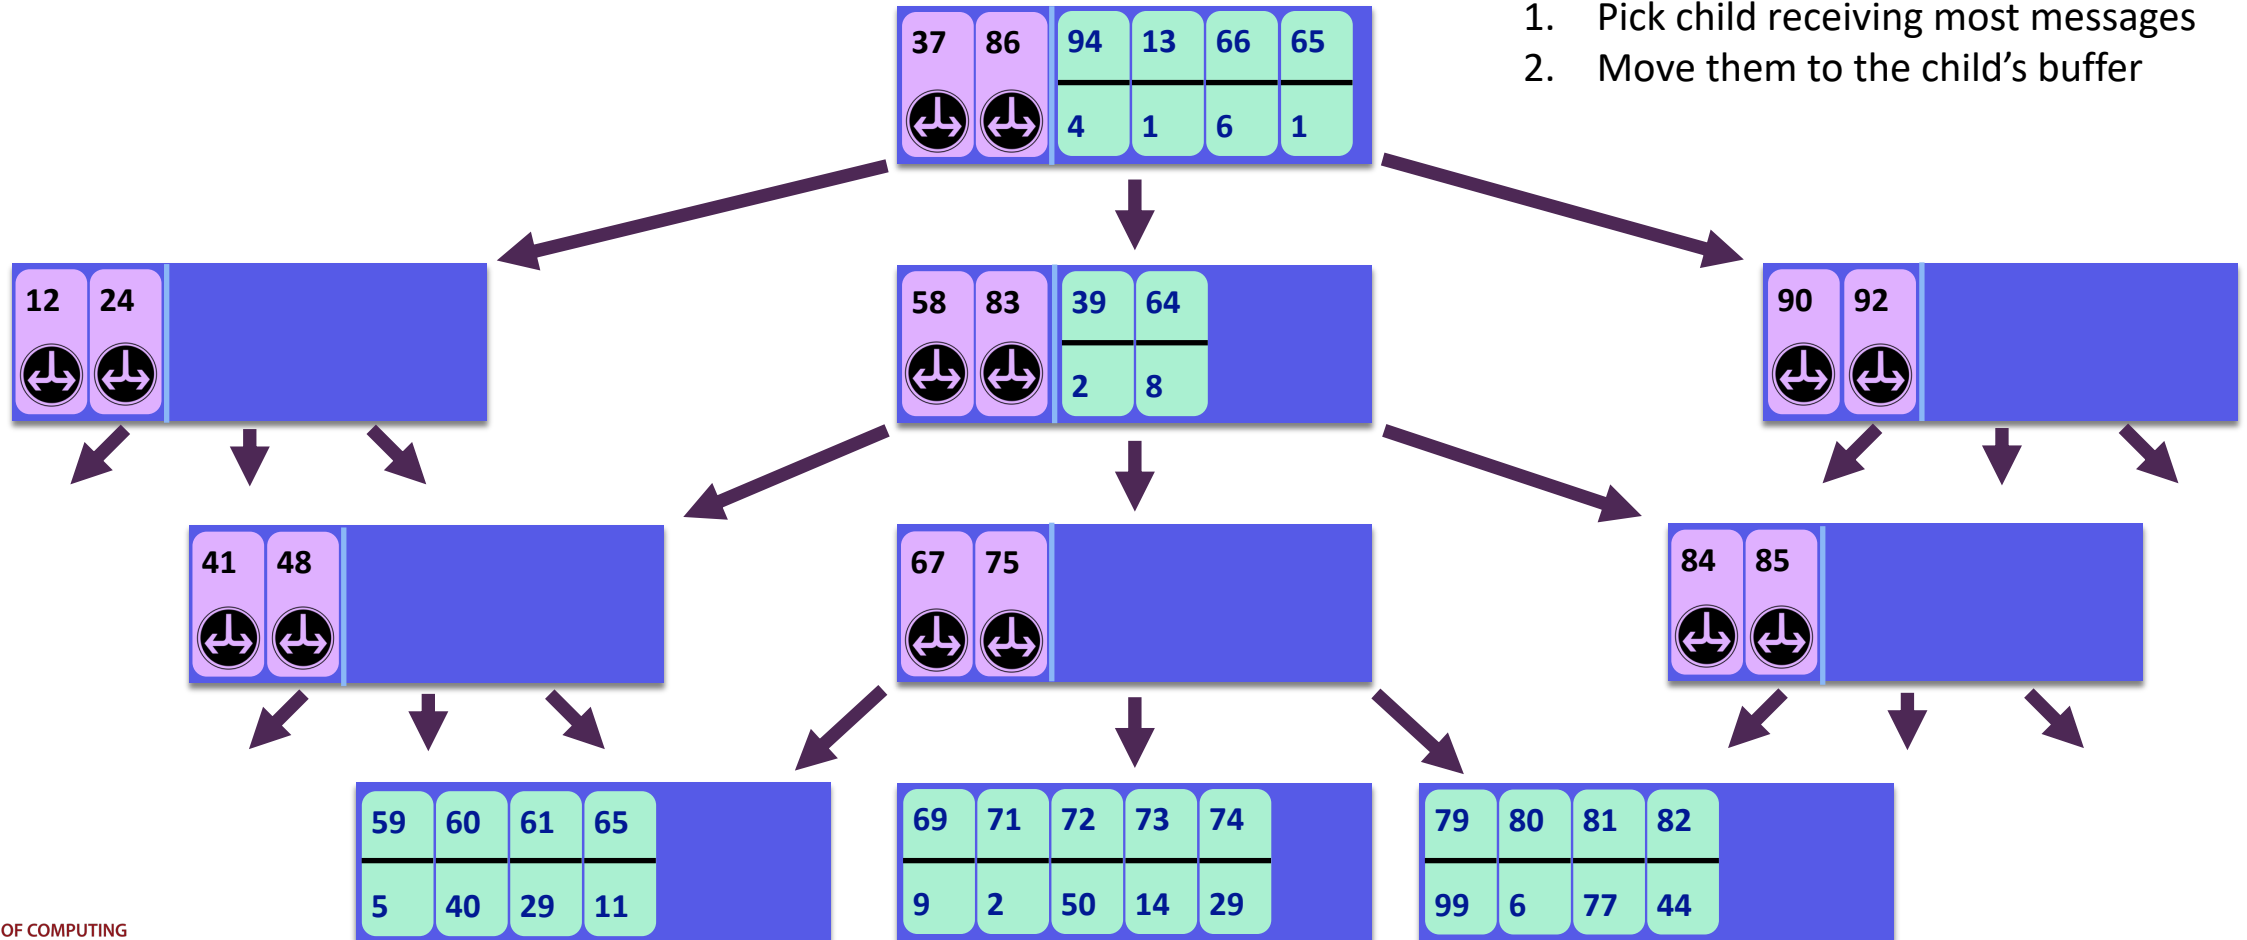 1. Pick child receiving most messages
2. Move them to the child's buffer
37 86 94 13 66 65
4 1 6 1
12 24
58 83 39 64
2 8
90 92
41 48
67 75
84 85
59 60 61 65
5 40 29 11
69 71 72 73 74
9 2 50 14 29
79 80 81 82
99 6 77 44
OF COMPUTING